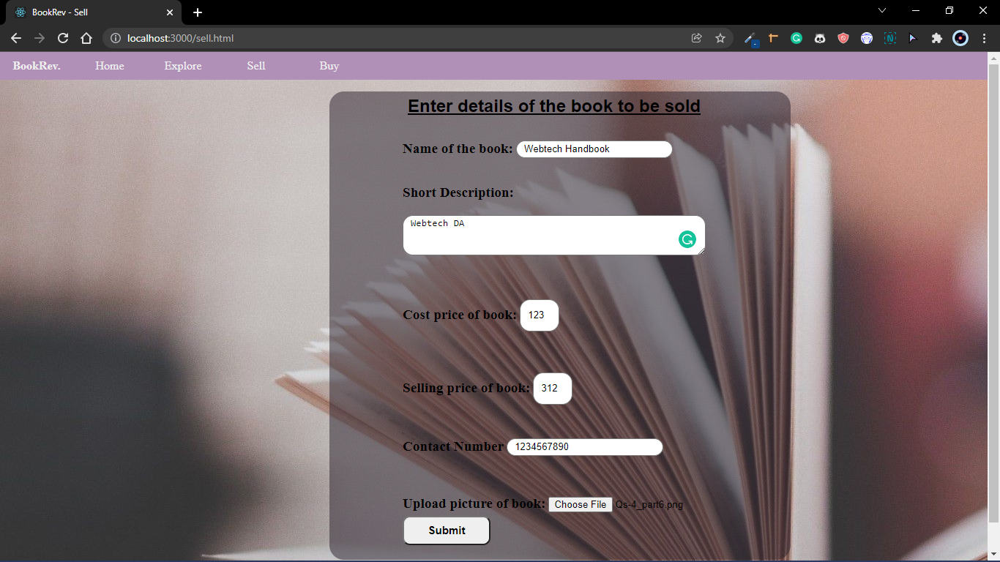 BookRev - Sell
localhost:3000/sell.html
BookRev. Home Explore Sell Buy
Enter details of the book to be sold
Name of the book: Webtech Handbook
Short Description:
Webtech DA
Cost price of book: 123
Selling price of book: 312
Contact Number 1234567890
Upload picture of book: Choose File Qs-4_part6.png
Submit